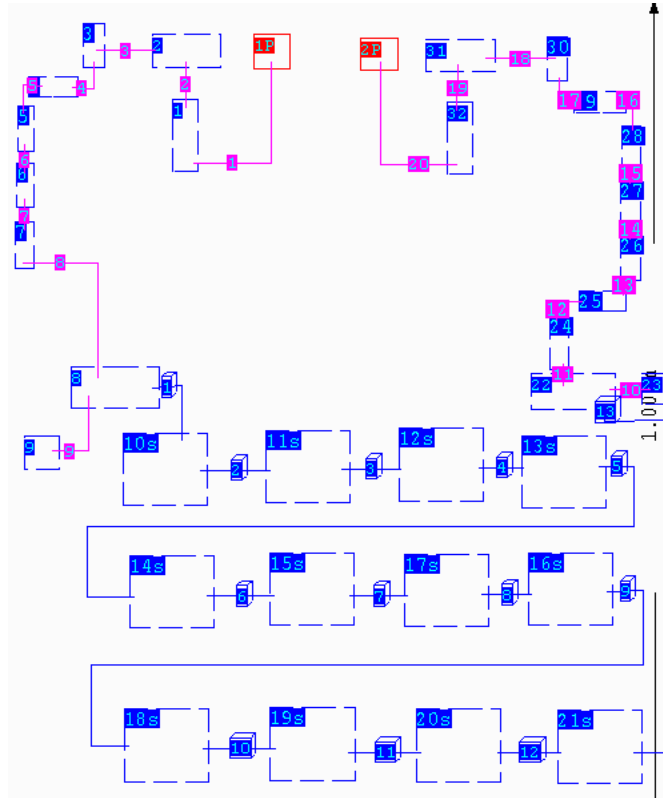 3 3 2 1P 2P 31 18 30
5 4 2 19 17 9 16
5 1 32 28
6 1 20 15
6 27
7 14
7 26
8 13
12 25
24
8 1 22 11 10 23
13
1.00 m
9 9 10s 11s 12s 13s
2 3 4 5
14s 15s 17s 16s
6 7 8 9
18s 19s 20s 21s
10 11 12